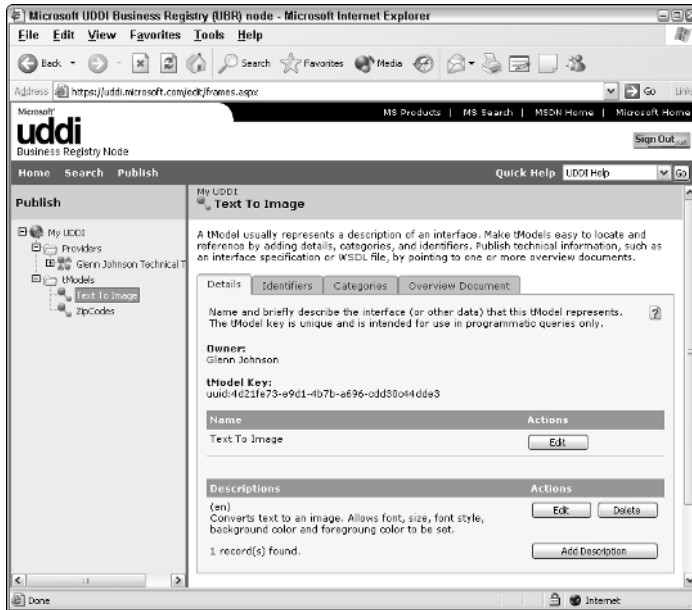 Microsoft UDDI Business Registry (UBR) node - Microsoft Internet Explorer
File Edit View Favorites Tools Help
Back Search Favorites Media
Address https://uddi.microsoft.com/edit/frames.aspx Go Links
Microsoft
MS Products | MS Search | MSDN Home | Microsoft Home
uddi
Business Registry Node
Sign Out
Home Search Publish Quick Help UDDI Help Go
Publish
My UDDI
Providers
Glenn Johnson Technical T
tModels
Text To Image
ZipCodes
My UDDI
Text To Image
A tModel usually represents a description of an interface. Make tModels easy to locate and
reference by adding details, categories, and identifiers. Publish technical information, such as
an interface specification or WSDL file, by pointing to one or more overview documents.
Details Identifiers Categories Overview Document
Name and briefly describe the interface (or other data) that this tModel represents.
The tModel key is unique and is intended for use in programmatic queries only.
?
Owner:
Glenn Johnson
tModel Key:
uuid:4d21fe73-e9d1-4b7b-a696-cdd38c44dde3
Name Actions
Text To Image Edit
Descriptions Actions
(en)
Converts text to an image. Allows font, size, font style,
background color and foregroung color to be set.
Edit Delete
1 record(s) found. Add Description
Done Internet